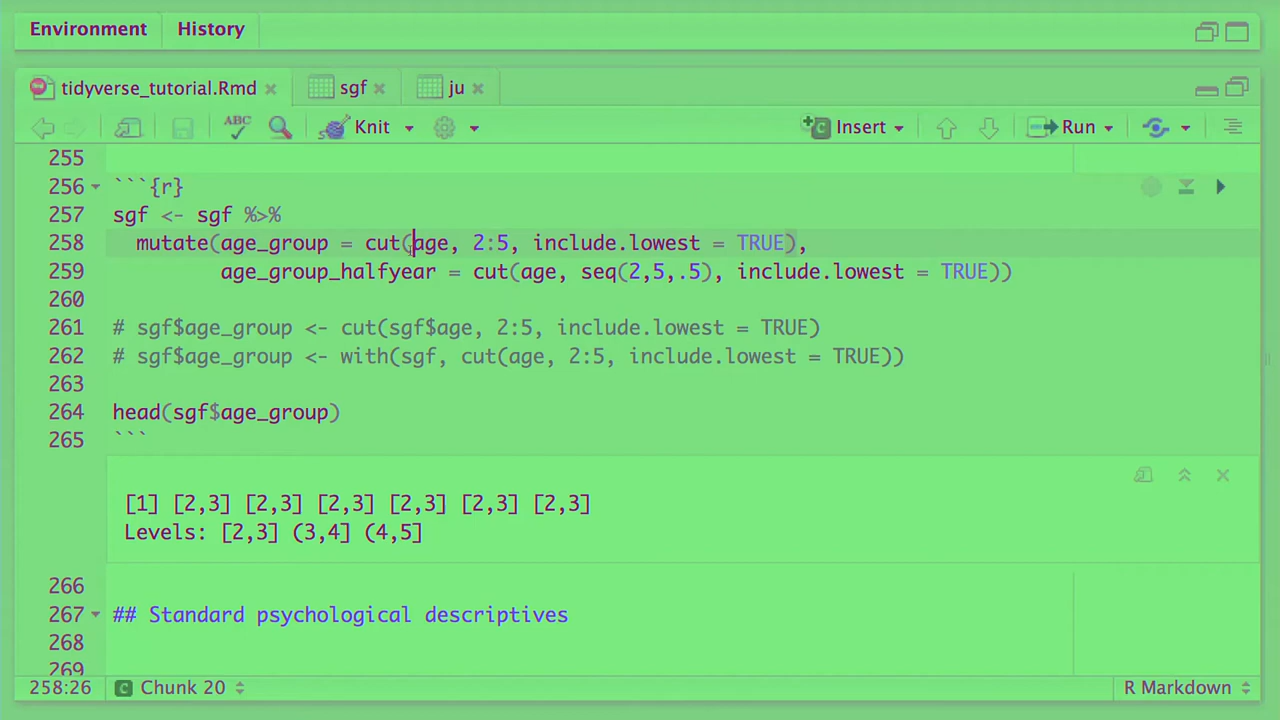 Environment History
tidyverse_tutorial.Rmd sgf ju
ABC Knit Insert Run
255
256 ```{r}
257 sgf <- sgf %>%
258 mutate(age_group = cut(age, 2:5, include.lowest = TRUE),
259 age_group_halfyear = cut(age, seq(2,5,.5), include.lowest = TRUE))
260
261 # sgf$age_group <- cut(sgf$age, 2:5, include.lowest = TRUE)
262 # sgf$age_group <- with(sgf, cut(age, 2:5, include.lowest = TRUE))
263
264 head(sgf$age_group)
265 ```
[1] [2,3] [2,3] [2,3] [2,3] [2,3] [2,3]
Levels: [2,3] (3,4] (4,5]
266
267 ## Standard psychological descriptives
268
269
258:26 C Chunk 20 R Markdown